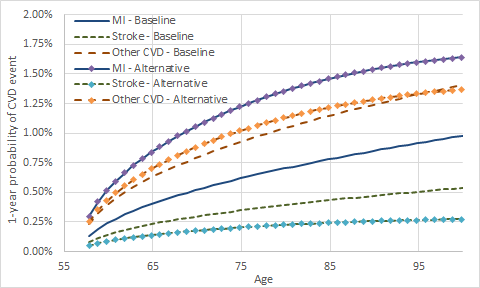 2.00%
1.75%
1.50%
1.25%
1.00%
0.75%
0.50%
0.25%
0.00%
1-year probability of CVD event
MI - Baseline
Stroke - Baseline
Other CVD - Baseline
MI - Alternative
Stroke - Alternative
Other CVD - Alternative
55 65 75 85 95
Age